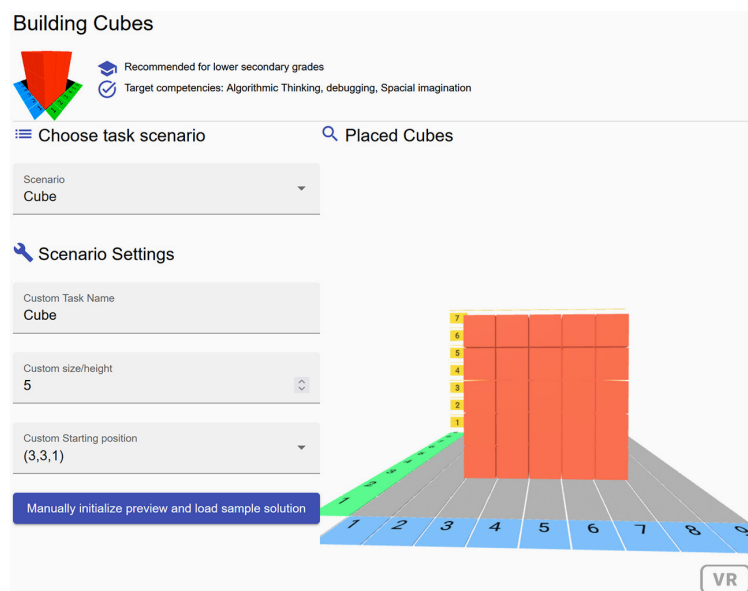 Building Cubes
Recommended for lower secondary grades
Target competencies: Algorithmic Thinking, debugging, Spacial imagination
Choose task scenario
Scenario
Cube
Scenario Settings
Custom Task Name
Cube
Custom size/height
5
Custom Starting position
(3,3,1)
Manually initialize preview and load sample solution
Placed Cubes
7
6
5
4
3
2
1
1 2 3 4 5 6 7 8 9
VR